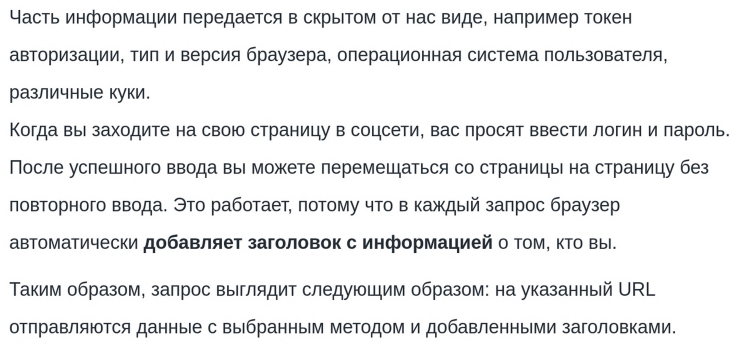 Часть информации передается в скрытом от нас виде, например токен
авторизации, тип и версия браузера, операционная система пользователя,
различные куки.
Когда вы заходите на свою страницу в соцсети, вас просят ввести логин и пароль.
После успешного ввода вы можете перемещаться со страницы на страницу без
повторного ввода. Это работает, потому что в каждый запрос браузер
автоматически добавляет заголовок с информацией о том, кто вы.
Таким образом, запрос выглядит следующим образом: на указанный URL
отправляются данные с выбранным методом и добавленными заголовками.